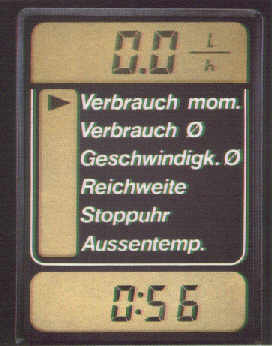 0.0 L/h
Verbrauch mom.
Verbrauch Ø
Geschwindigk. Ø
Reichweite
Stoppuhr
Aussentemp.
0:56